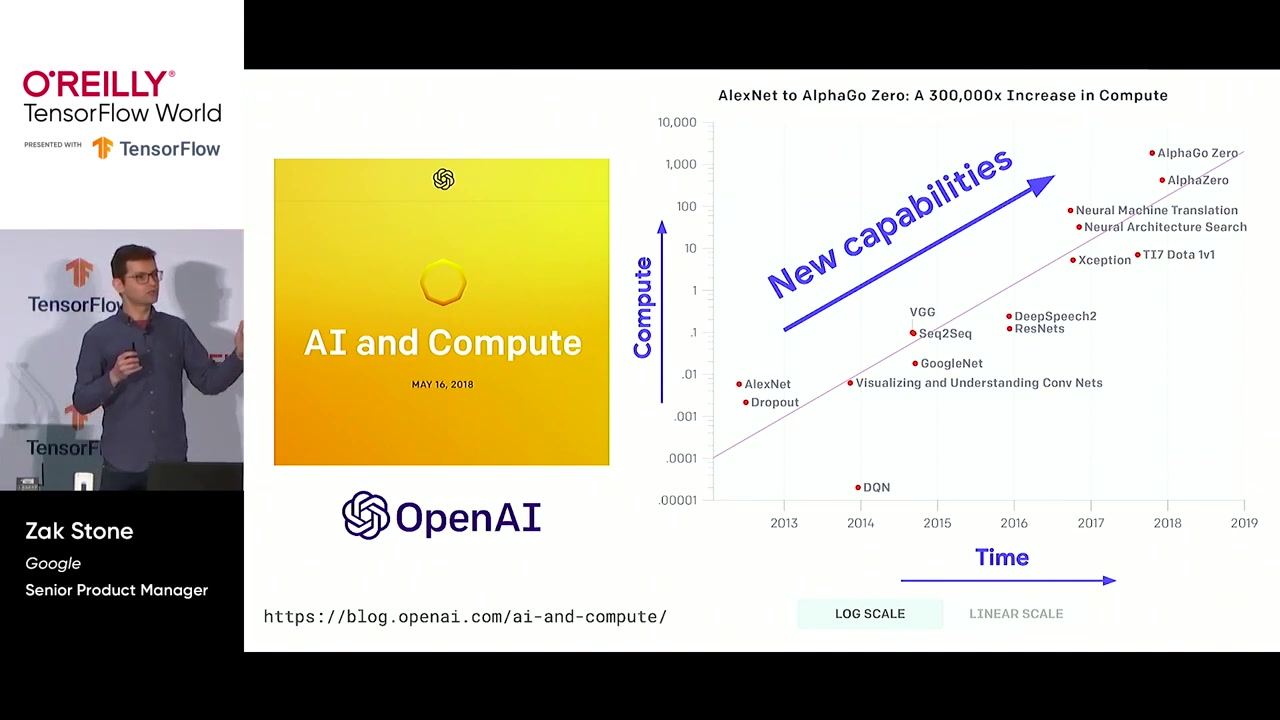 O'REILLY®
TensorFlow World
PRESENTED WITH TensorFlow
TensorFlow
TensorF
Zak Stone
Google
Senior Product Manager
AI and Compute
MAY 16, 2018
OpenAI
https://blog.openai.com/ai-and-compute/
AlexNet to AlphaGo Zero: A 300,000x Increase in Compute
10,000
1,000
100
10
1
.1
.01
.001
.0001
.00001
Compute
New capabilities
AlphaGo Zero
AlphaZero
Neural Machine Translation
Neural Architecture Search
TI7 Dota 1v1
Xception
VGG
DeepSpeech2
Seq2Seq
ResNets
GoogleNet
AlexNet
Visualizing and Understanding Conv Nets
Dropout
DQN
2013
2014
2015
2016
2017
2018
2019
Time
LOG SCALE
LINEAR SCALE